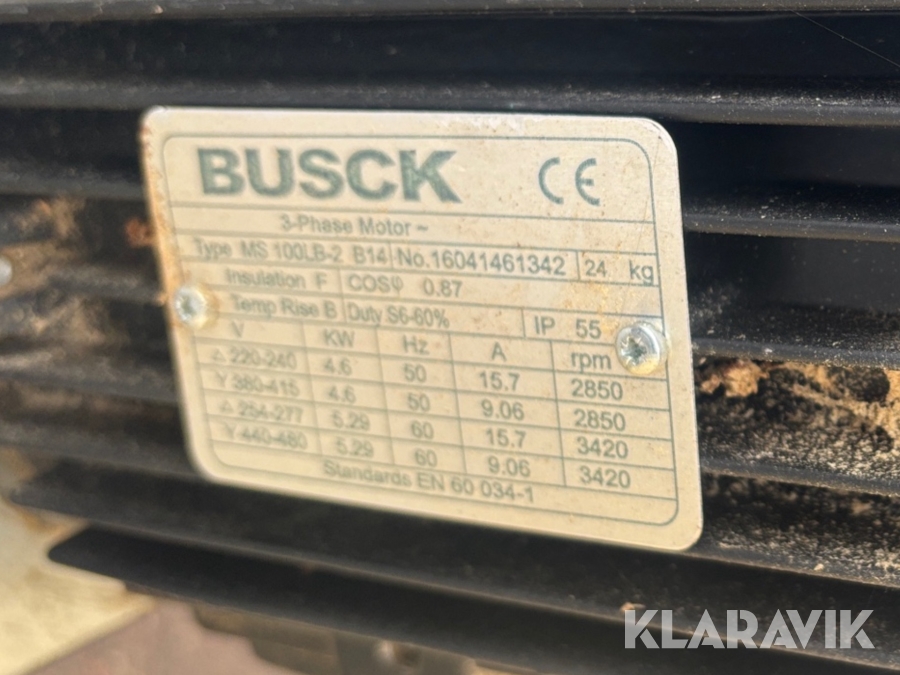 BUSCK CE
3-Phase Motor ~
Type MS 100LB-2 B14 No.16041461342 24 kg
Insulation F COSφ 0.87
Temp Rise B Duty S6-60% IP 55
V KW Hz A rpm
△ 220-240 4.6 50 15.7 2850
Y 380-415 4.6 50 9.06 2850
△ 254-277 5.29 60 15.7 3420
Y 440-480 5.29 60 9.06 3420
Standards EN 60 034-1
KLARAVIK